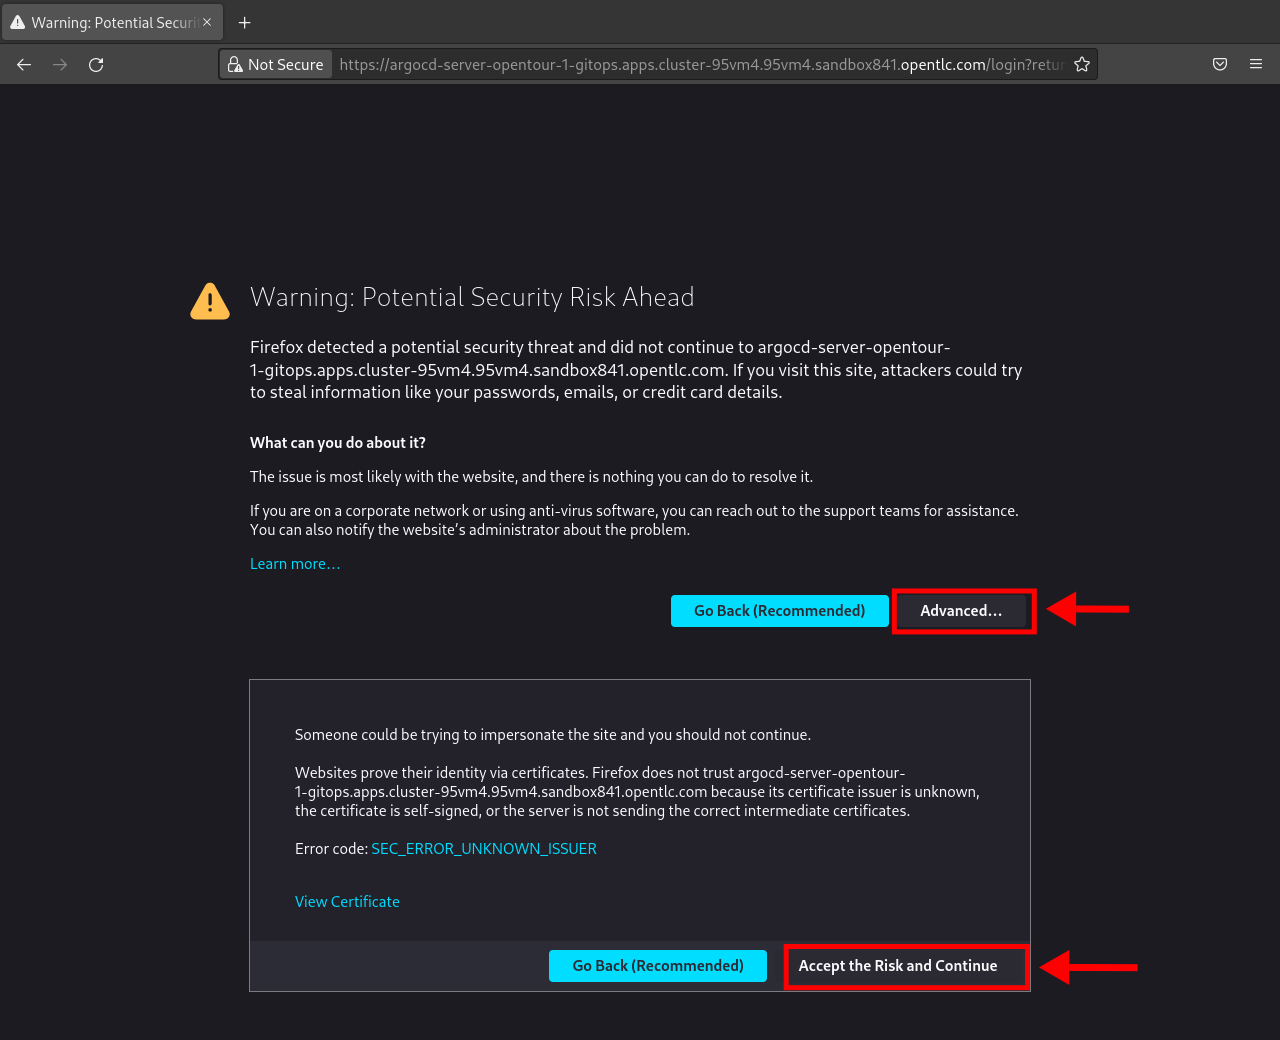 Warning: Potential Securi
Not Secure
https://argocd-server-opentour-1-gitops.apps.cluster-95vm4.95vm4.sandbox841.opentlc.com/login?retur
Warning: Potential Security Risk Ahead
Firefox detected a potential security threat and did not continue to argocd-server-opentour-
1-gitops.apps.cluster-95vm4.95vm4.sandbox841.opentlc.com. If you visit this site, attackers could try
to steal information like your passwords, emails, or credit card details.
What can you do about it?
The issue is most likely with the website, and there is nothing you can do to resolve it.
If you are on a corporate network or using anti-virus software, you can reach out to the support teams for assistance.
You can also notify the website’s administrator about the problem.
Learn more…
Go Back (Recommended)
Advanced…
Someone could be trying to impersonate the site and you should not continue.
Websites prove their identity via certificates. Firefox does not trust argocd-server-opentour-
1-gitops.apps.cluster-95vm4.95vm4.sandbox841.opentlc.com because its certificate issuer is unknown,
the certificate is self-signed, or the server is not sending the correct intermediate certificates.
Error code: SEC_ERROR_UNKNOWN_ISSUER
View Certificate
Go Back (Recommended)
Accept the Risk and Continue